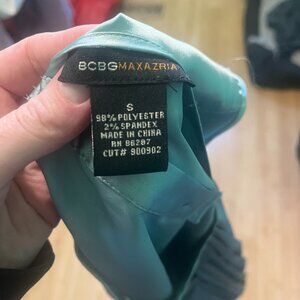 BCBGMAXAZRIA
S
98% POLYESTER
2% SPANDEX
MADE IN CHINA
RN 86287
CUT# 900902